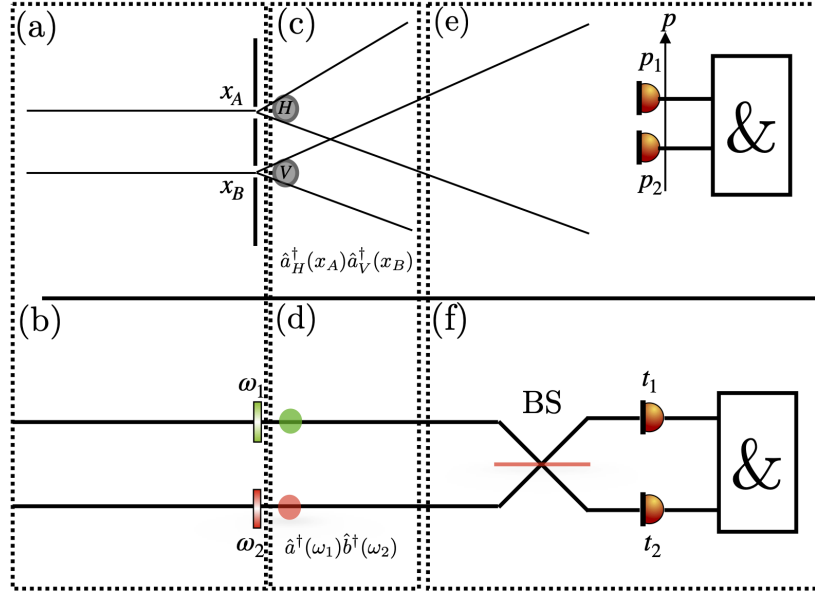 (a)
x_A
x_B
(c)
H
V
â†_H(x_A)â†_V(x_B)
(e)
p
p₁
p₂
&
(b)
ω₁
ω₂
(d)
â†(ω₁)b̂†(ω₂)
(f)
BS
t₁
t₂
&